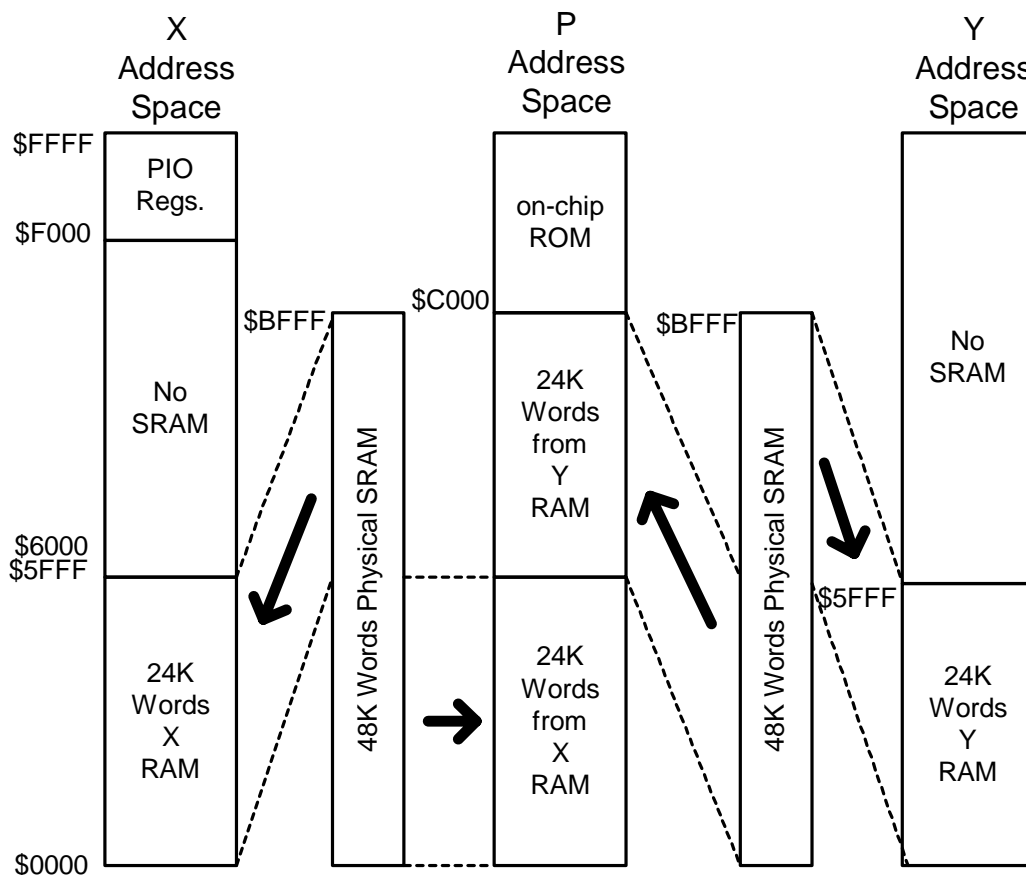 X
Address
Space
P
Address
Space
Y
Address
Space
$FFFF
PIO
Regs.
$F000
No
SRAM
$6000
$5FFF
24K
Words
X
RAM
$0000
$BFFF
48K Words Physical SRAM
$C000
on-chip
ROM
24K
Words
from
Y
RAM
24K
Words
from
X
RAM
$BFFF
48K Words Physical SRAM
$5FFF
No
SRAM
24K
Words
Y
RAM